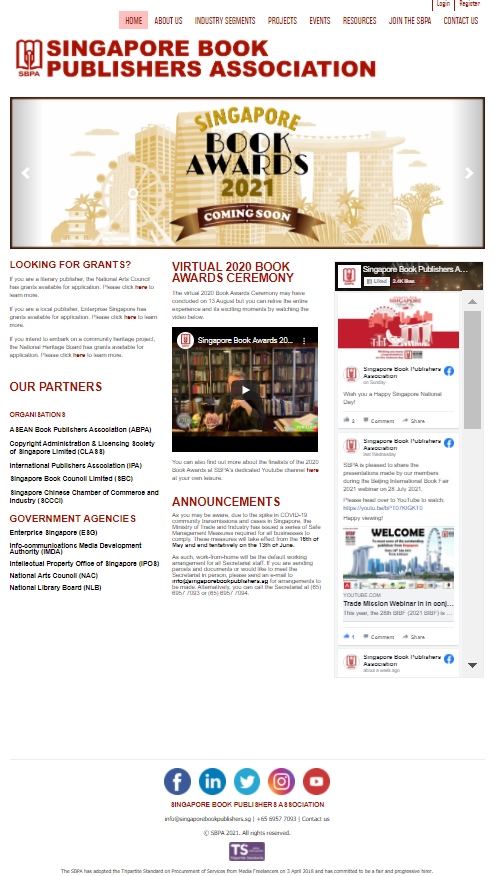 Login
Register
HOME
ABOUT US
INDUSTRY SEGMENTS
PROJECTS
EVENTS
RESOURCES
JOIN THE SBPA
CONTACT US
SBPA
SINGAPORE BOOK
PUBLISHERS ASSOCIATION
SINGAPORE
BOOK
AWARDS
2021
COMING SOON
LOOKING FOR GRANTS?
If you are a literary publisher, the National Arts Council
has grants available for application. Please click here to
learn more.
If you are a local publisher, Enterprise Singapore has
grants available for application. Please click here to
learn more.
If you intend to embark on a community heritage project,
the National Heritage Board has grants available for
application. Please click here to learn more.
OUR PARTNERS
ORGANISATIONS
ASEAN Book Publishers Association (ABPA)
Copyright Administration & Licensing Society
of Singapore Limited (CLASS)
International Publishers Association (IPA)
Singapore Book Council Limited (SBC)
Singapore Chinese Chamber of Commerce and
Industry (SCCCI)
GOVERNMENT AGENCIES
Enterprise Singapore (ESG)
Info-communications Media Development
Authority (IMDA)
Intellectual Property Office of Singapore (IPOS)
National Arts Council (NAC)
National Library Board (NLB)
VIRTUAL 2020 BOOK
AWARDS CEREMONY
The virtual 2020 Book Awards Ceremony may have
concluded on 13 August but you can relive the entire
experience and its exciting moments by watching the
video below.
Singapore Book Awards 20...
You can also find out more about the finalists of the 2020
Book Awards at SBPA's dedicated Youtube channel here
at your own leisure.
ANNOUNCEMENTS
As you may be aware, due to the spike in COVID-19
community transmissions and cases in Singapore, the
Ministry of Trade and Industry has issued a series of Safe
Management Measures required for all businesses to
comply. These measures will take effect from the 16th of
May and end tentatively on the 13th of June.
As such, work-from-home will be the default working
arrangement for all Secretariat staff. If you are sending
parcels and documents or would like to meet the
Secretariat in person, please send an e-mail to
info@singaporebookpublishers.sg for arrangements to
be made. Alternatively, you can call the Secretariat at (65)
6957 7093 or (65) 6957 7094.
Singapore Book Publishers A...
Liked
2.4K likes
SINGAPORE
Singapore Book Publishers
Association
on Sunday
Wish you a Happy Singapore National
Day!
2
Comment
Share
Singapore Book Publishers
Association
last Wednesday
SBPA is pleased to share the
presentations made by our members
during the Beijing International Book Fair
2021 webinar on 28 July 2021.
Please head over to YouTube to watch:
Happy viewing!
WELCOME
YOUTUBE.COM
Trade Mission Webinar in in conj...
This year, the 28th BIBF (2021 BIBF) is ...
1
Comment
Share
Singapore Book Publishers
Association
about a week ago
SINGAPORE BOOK PUBLISHERS ASSOCIATION
info@singaporebookpublishers.sg | +65 6957 7093 | Contact us
© SBPA 2021. All rights reserved.
TS
Tripartite Standards
The SBPA has adopted the Tripartite Standard on Procurement of Services from Media Freelancers on 3 April 2018 and has committed to be a fair and progressive hirer.